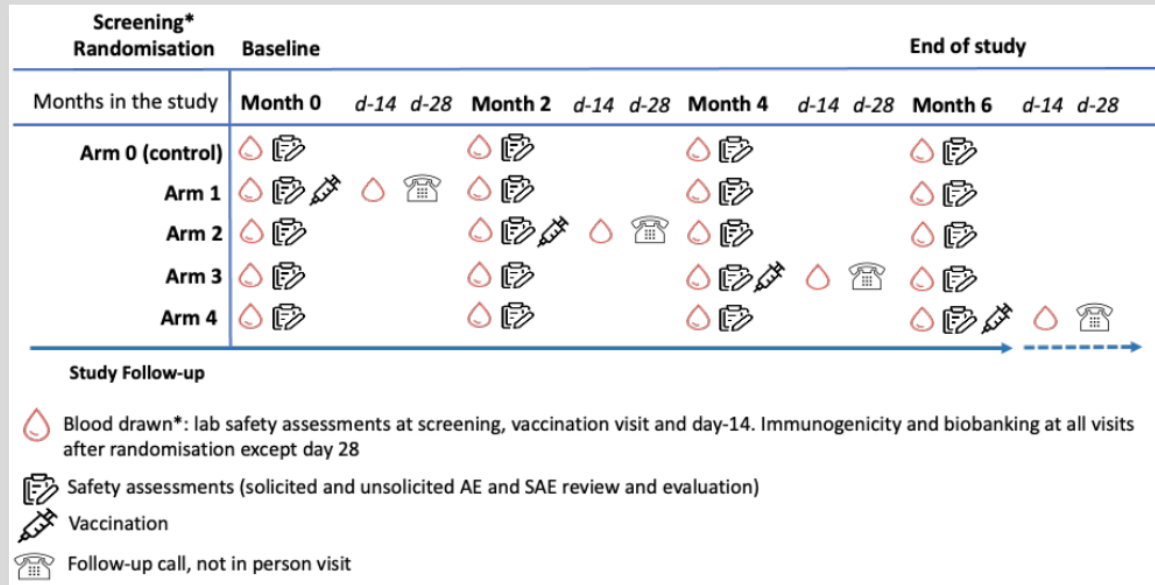 Screening*
Randomisation Baseline End of study
Months in the study Month 0 d-14 d-28 Month 2 d-14 d-28 Month 4 d-14 d-28 Month 6 d-14 d-28
Arm 0 (control)
Arm 1
Arm 2
Arm 3
Arm 4
Study Follow-up
Blood drawn*: lab safety assessments at screening, vaccination visit and day-14. Immunogenicity and biobanking at all visits
after randomisation except day 28
Safety assessments (solicited and unsolicited AE and SAE review and evaluation)
Vaccination
Follow-up call, not in person visit